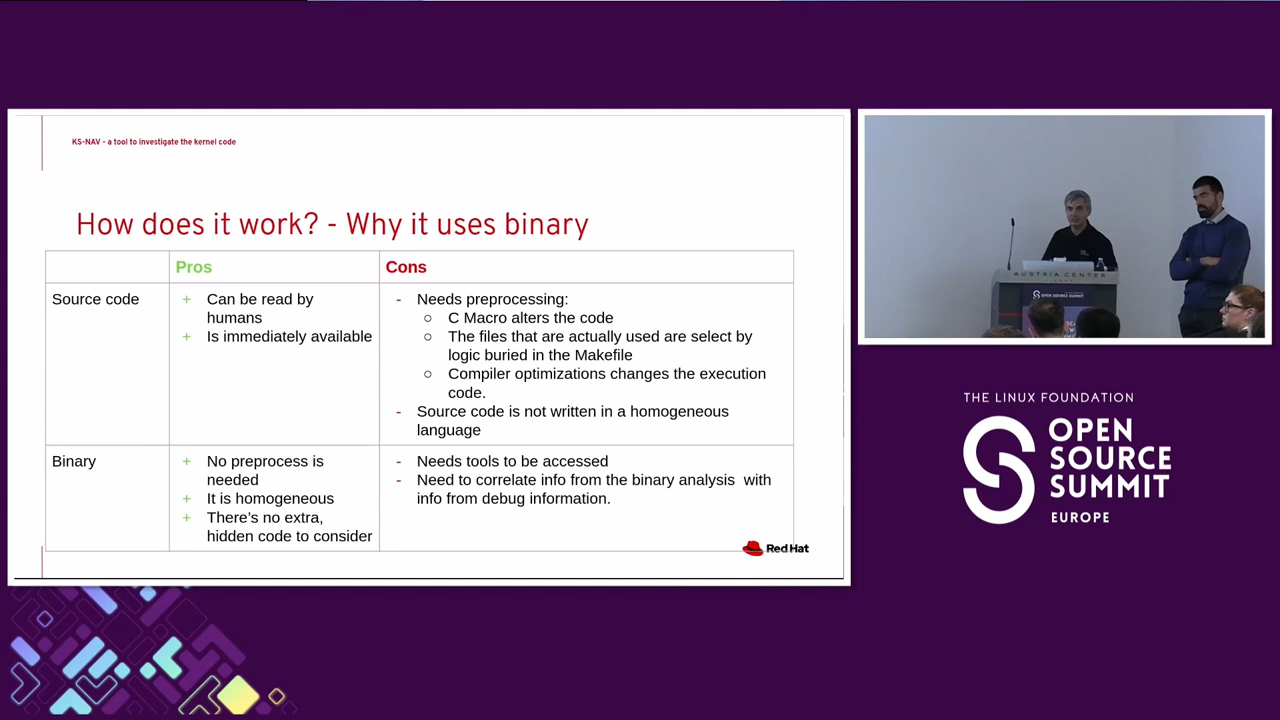 KS-NAV - a tool to investigate the kernel code
How does it work? - Why it uses binary
Pros
Cons
Source code
+ Can be read by
humans
+ Is immediately available
- Needs preprocessing:
○ C Macro alters the code
○ The files that are actually used are select by
logic buried in the Makefile
○ Compiler optimizations changes the execution
code.
- Source code is not written in a homogeneous
language
Binary
+ No preprocess is
needed
+ It is homogeneous
+ There's no extra,
hidden code to consider
- Needs tools to be accessed
- Need to correlate info from the binary analysis with
info from debug information.
Red Hat
AUSTRIA CENTER
OPEN SOURCE SUMMIT
THE LINUX FOUNDATION
OPEN
SOURCE
SUMMIT
EUROPE